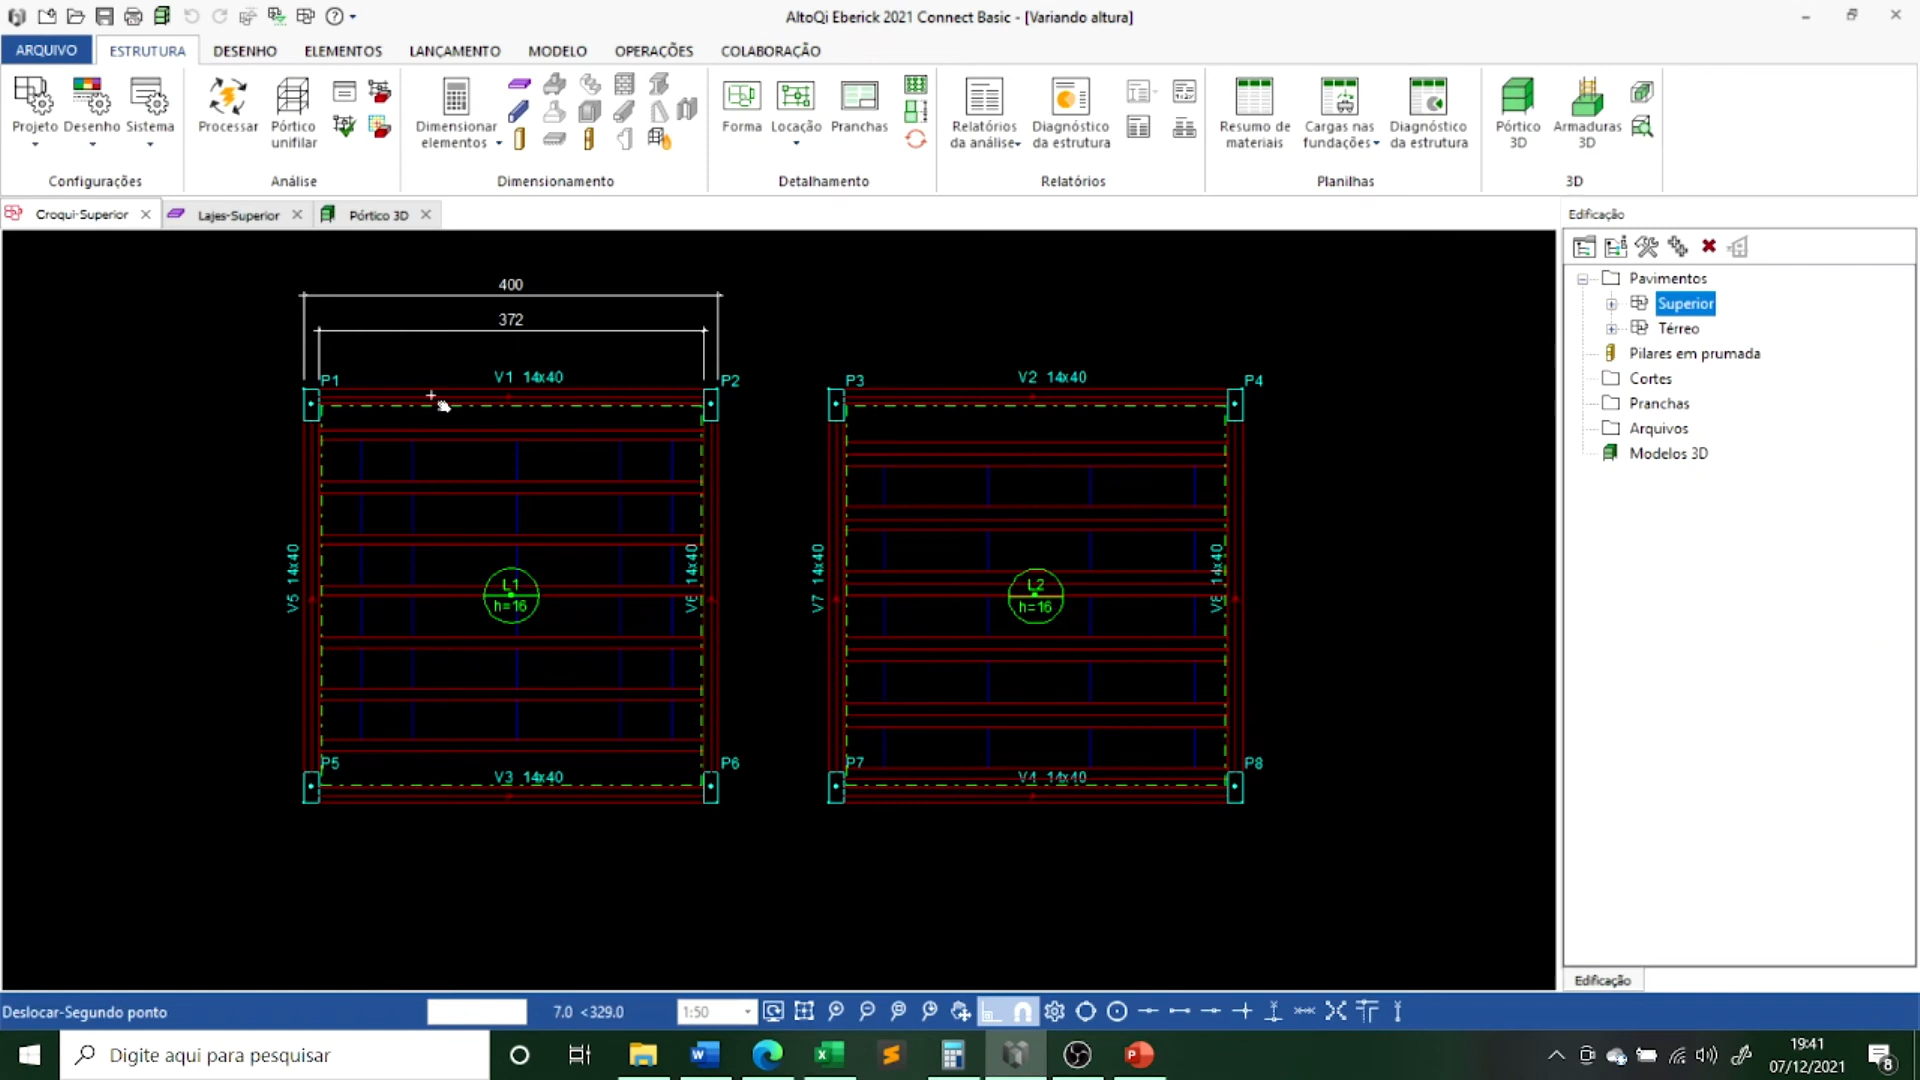 AltoQi Eberick 2021 Connect Basic - [Variando altura]
ARQUIVO ESTRUTURA DESENHO ELEMENTOS LANÇAMENTO MODELO OPERAÇÕES COLABORAÇÃO
Projeto Desenho Sistema Processar Pórtico unifilar Dimensionar elementos Forma Locação Pranchas Relatórios da análise Diagnóstico da estrutura Resumo de materiais Cargas nas fundações Diagnóstico da estrutura Pórtico 3D Armaduras 3D
Configurações Análise Dimensionamento Detalhamento Relatórios Planilhas 3D
Croqui-Superior Lajes-Superior Pórtico 3D
Edificação
Pavimentos
Superior
Térreo
Pilares em prumada
Cortes
Pranchas
Arquivos
Modelos 3D
Edificação
400
372
P1 V1 14x40 P2 P3 V2 14x40 P4
V5 14x40
L1
h=16
V6 14x40
V7 14x40
L2
h=16
V8 14x40
P5 V3 14x40 P6 P7 V4 14x40 P8
Deslocar-Segundo ponto 7.0 <329.0 1:50
Digite aqui para pesquisar
19:41
07/12/2021
8